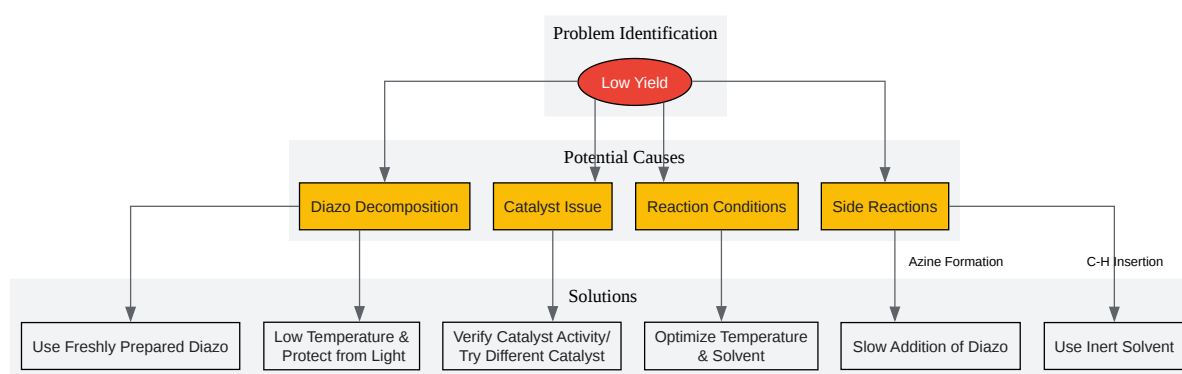 Problem Identification
Low Yield
Potential Causes
Diazo Decomposition
Catalyst Issue
Reaction Conditions
Side Reactions
Azine Formation
C-H Insertion
Solutions
Use Freshly Prepared Diazo
Low Temperature &
Protect from Light
Verify Catalyst Activity/
Try Different Catalyst
Optimize Temperature
& Solvent
Slow Addition of Diazo
Use Inert Solvent